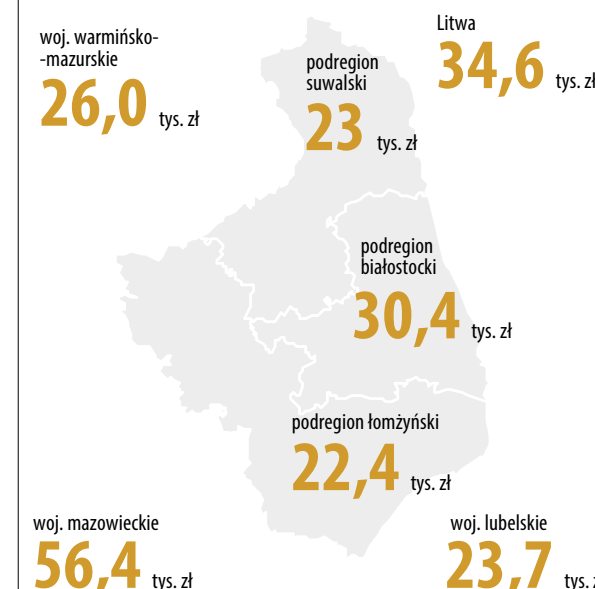 woj. warmińsko-
-mazurskie
26,0 tys. zł
podregion
suwalski
23 tys. zł
Litwa
34,6 tys. zł
podregion
białostocki
30,4 tys. zł
podregion łomżyński
22,4 tys. zł
woj. mazowieckie
56,4 tys. zł
woj. lubelskie
23,7 tys. z